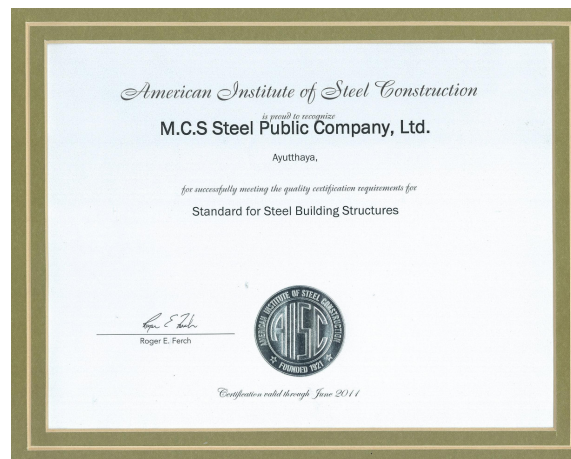 American Institute of Steel Construction
is proud to recognize
M.C.S Steel Public Company, Ltd.
Ayutthaya,
for successfully meeting the quality certification requirements for
Standard for Steel Building Structures
Roger E. Ferch
AMERICAN INSTITUTE OF STEEL CONSTRUCTION
AISC
FOUNDED 1921
Certification valid through June 2011